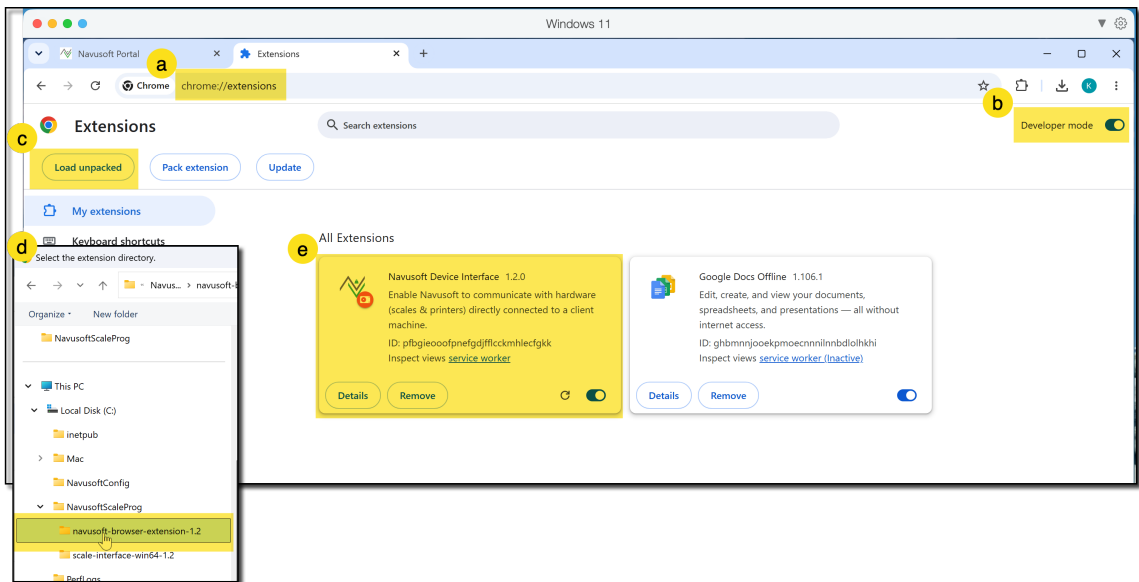 Windows 11
Navusoft Portal
Extensions
a
Chrome
chrome://extensions
K
b
Extensions
Search extensions
Developer mode
c
Load unpacked
Pack extension
Update
My extensions
Keyboard shortcuts
All Extensions
d
Select the extension directory.
Navus...
navusoft-b
Organize
New folder
NavusoftScaleProg
This PC
Local Disk (C:)
inetpub
Mac
NavusoftConfig
NavusoftScaleProg
navusoft-browser-extension-1.2
scale-interface-win64-1.2
PerfLogs
e
Navusoft Device Interface 1.2.0
Enable Navusoft to communicate with hardware
(scales & printers) directly connected to a client
machine.
ID: pfbgieooofpnefgdjfflcckmhlecfgkk
Inspect views service worker
Details
Remove
Google Docs Offline 1.106.1
Edit, create, and view your documents,
spreadsheets, and presentations — all without
internet access.
ID: ghbmnnjooekpmoecnnnilnnbdlolhkhi
Inspect views service worker (Inactive)
Details
Remove